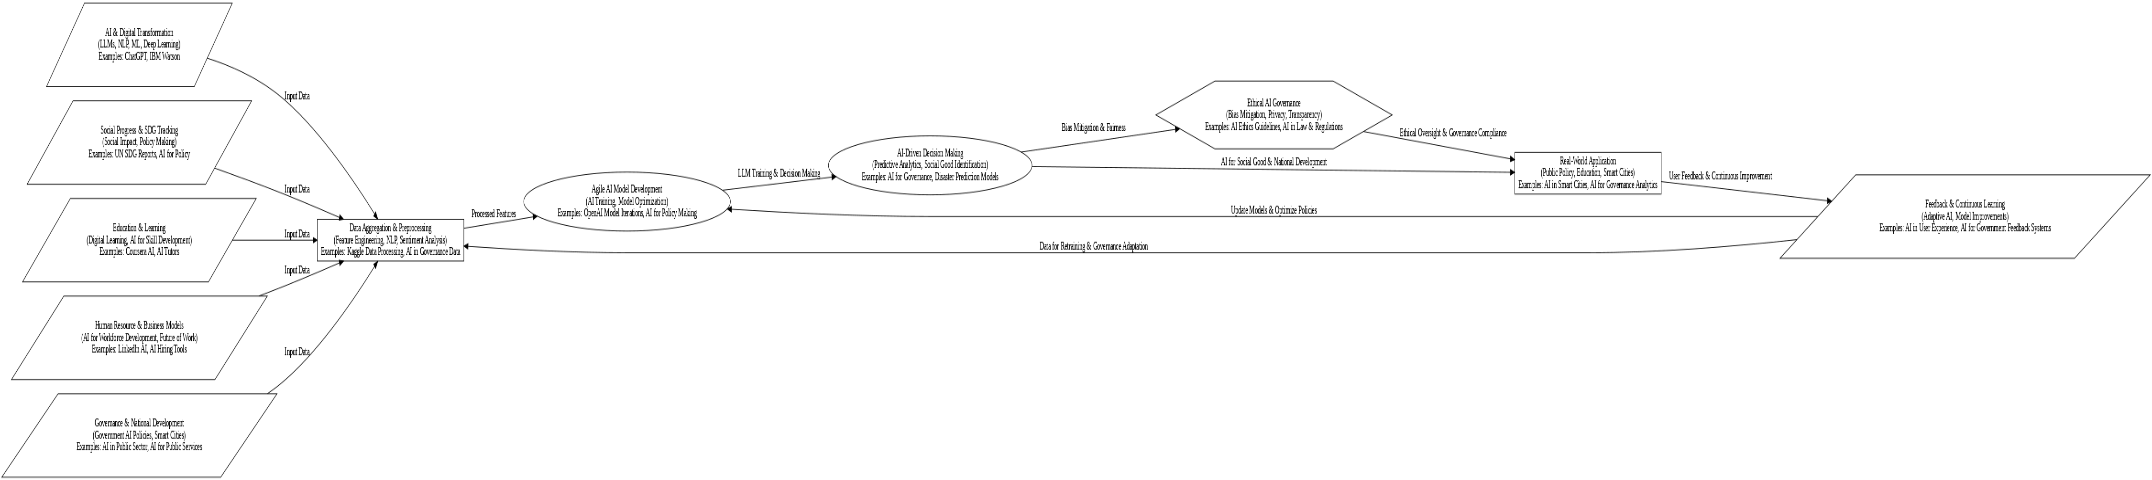 AI & Digital Transformation
(LLMs, NLP, ML, Deep Learning)
Examples: ChatGPT, IBM Watson
Input Data
Social Progress & SDG Tracking
(Social Impact, Policy Making)
Examples: UN SDG Reports, AI for Policy
Input Data
Education & Learning
(Digital Learning, AI for Skill Development)
Examples: Coursera AI, AI Tutors
Input Data
Human Resource & Business Models
(AI for Workforce Development, Future of Work)
Examples: LinkedIn AI, AI Hiring Tools
Input Data
Governance & National Development
(Government AI Policies, Smart Cities)
Examples: AI in Public Sector, AI for Public Services
Input Data
Data Aggregation & Preprocessing
(Feature Engineering, NLP, Sentiment Analysis)
Examples: Kaggle Data Processing, AI in Governance Data
Processed Features
Agile AI Model Development
(AI Training, Model Optimization)
Examples: OpenAI Model Iterations, AI for Policy Making
LLM Training & Decision Making
AI-Driven Decision Making
(Predictive Analytics, Social Good Identification)
Examples: AI for Governance, Disaster Prediction Models
Bias Mitigation & Fairness
Ethical AI Governance
(Bias Mitigation, Privacy, Transparency)
Examples: AI Ethics Guidelines, AI in Law & Regulations
Ethical Oversight & Governance Compliance
AI for Social Good & National Development
Real-World Application
(Public Policy, Education, Smart Cities)
Examples: AI in Smart Cities, AI for Governance Analytics
User Feedback & Continuous Improvement
Feedback & Continuous Learning
(Adaptive AI, Model Improvements)
Examples: AI in User Experience, AI for Government Feedback Systems
Update Models & Optimize Policies
Data for Retraining & Governance Adaptation